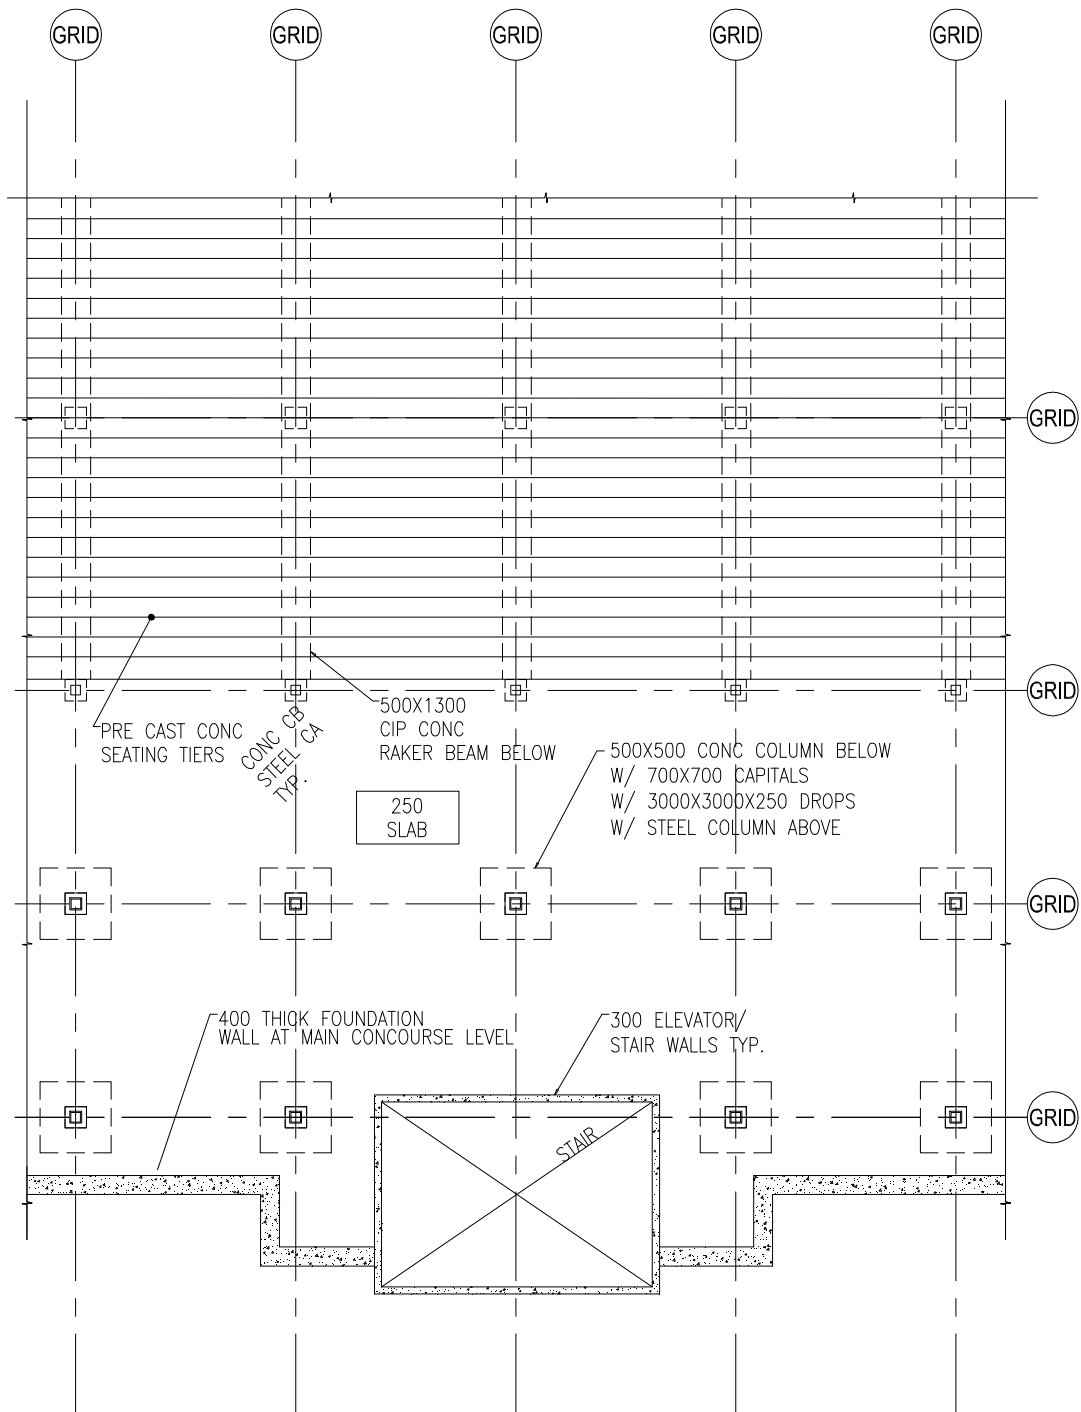 GRID
GRID
GRID
GRID
GRID
GRID
GRID
PRE CAST CONC
SEATING TIERS
CONC CB
STEEL CA
TYP.
500X1300
CIP CONC
RAKER BEAM BELOW
500X500 CONC COLUMN BELOW
W/ 700X700 CAPITALS
W/ 3000X3000X250 DROPS
W/ STEEL COLUMN ABOVE
250
SLAB
GRID
400 THICK FOUNDATION
WALL AT MAIN CONCOURSE LEVEL
300 ELEVATOR/
STAIR WALLS TYP.
GRID
STAIR